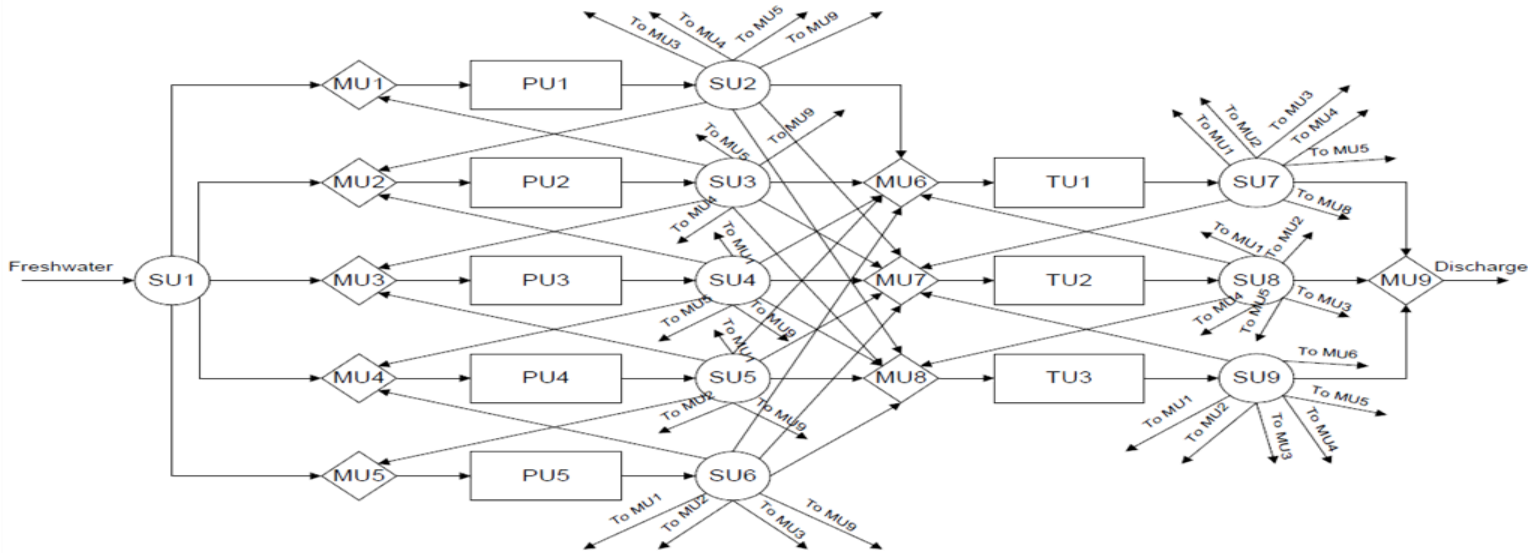 To MU3
To MU4
To MU5
To MU9
MU1
PU1
SU2
To MU5
To MU9
To MU1
To MU2
To MU3
To MU4
To MU5
MU2
PU2
SU3
MU6
TU1
SU7
To MU4
To MU8
Freshwater
SU1
MU3
PU3
To MU1
SU4
MU7
TU2
To MU1
To MU2
SU8
MU9
Discharge
To MU5
To MU9
To MU4
To MU5
To MU3
MU4
PU4
To MU1
SU5
MU8
TU3
SU9
To MU6
To MU2
To MU9
To MU1
To MU2
To MU3
To MU4
To MU5
MU5
PU5
SU6
To MU1
To MU2
To MU3
To MU9